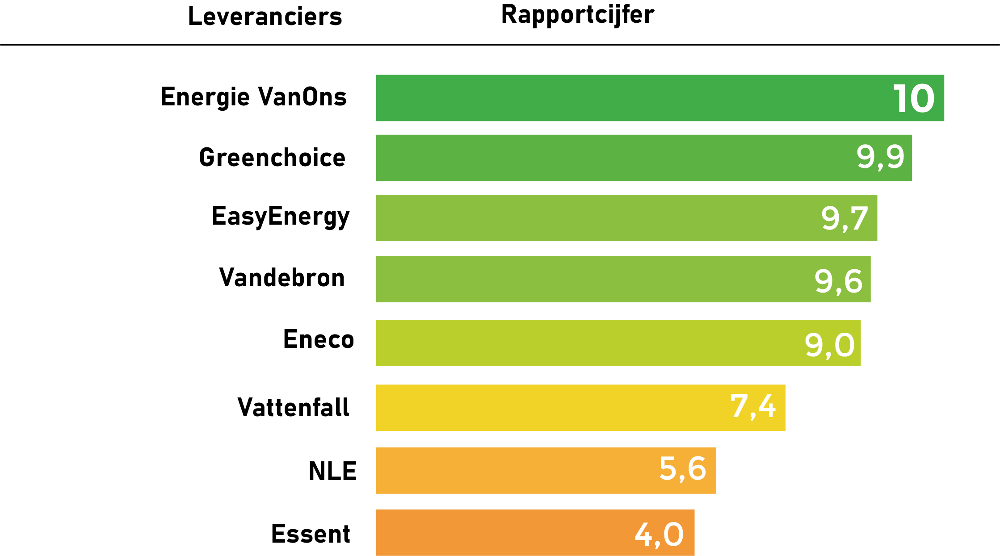 Leveranciers Rapportcijfer
Energie VanOns 10
Greenchoice 9,9
EasyEnergy 9,7
Vandebron 9,6
Eneco 9,0
Vattenfall 7,4
NLE 5,6
Essent 4,0